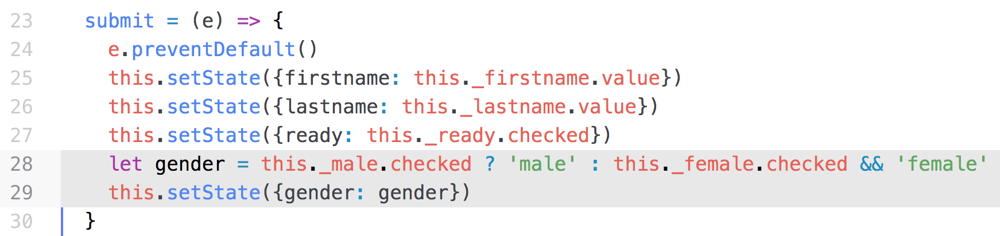 23 submit = (e) => {
24 e.preventDefault()
25 this.setState({firstname: this._firstname.value})
26 this.setState({lastname: this._lastname.value})
27 this.setState({ready: this._ready.checked})
28 let gender = this._male.checked ? 'male' : this._female.checked && 'female'
29 this.setState({gender: gender})
30 }